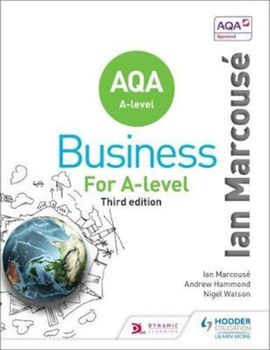 AQA
Approved
AQA
A-level
Business
For A-level
Third edition
Ian Marcousé
Ian Marcousé
Andrew Hammond
Nigel Watson
DYNAMIC
LEARNING
HODDER
EDUCATION
LEARN MORE